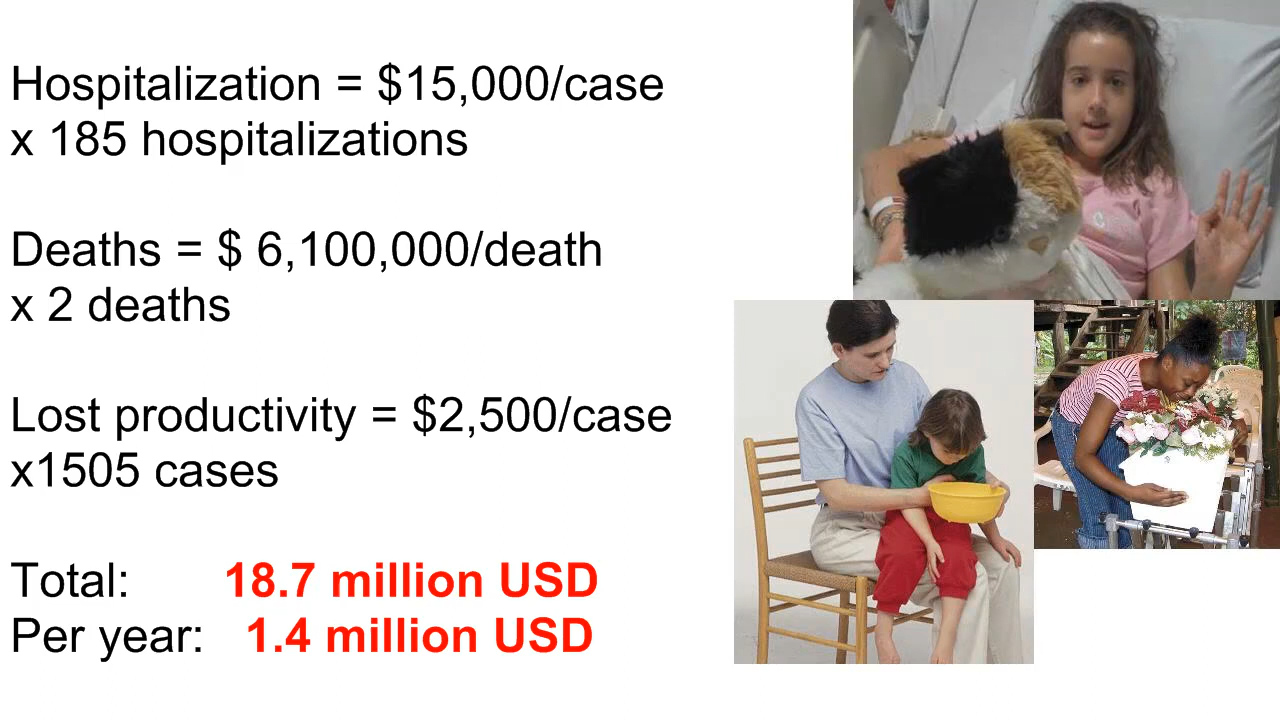 Hospitalization = $15,000/case
x 185 hospitalizations
Deaths = $ 6,100,000/death
x 2 deaths
Lost productivity = $2,500/case
x1505 cases
Total: 18.7 million USD
Per year: 1.4 million USD